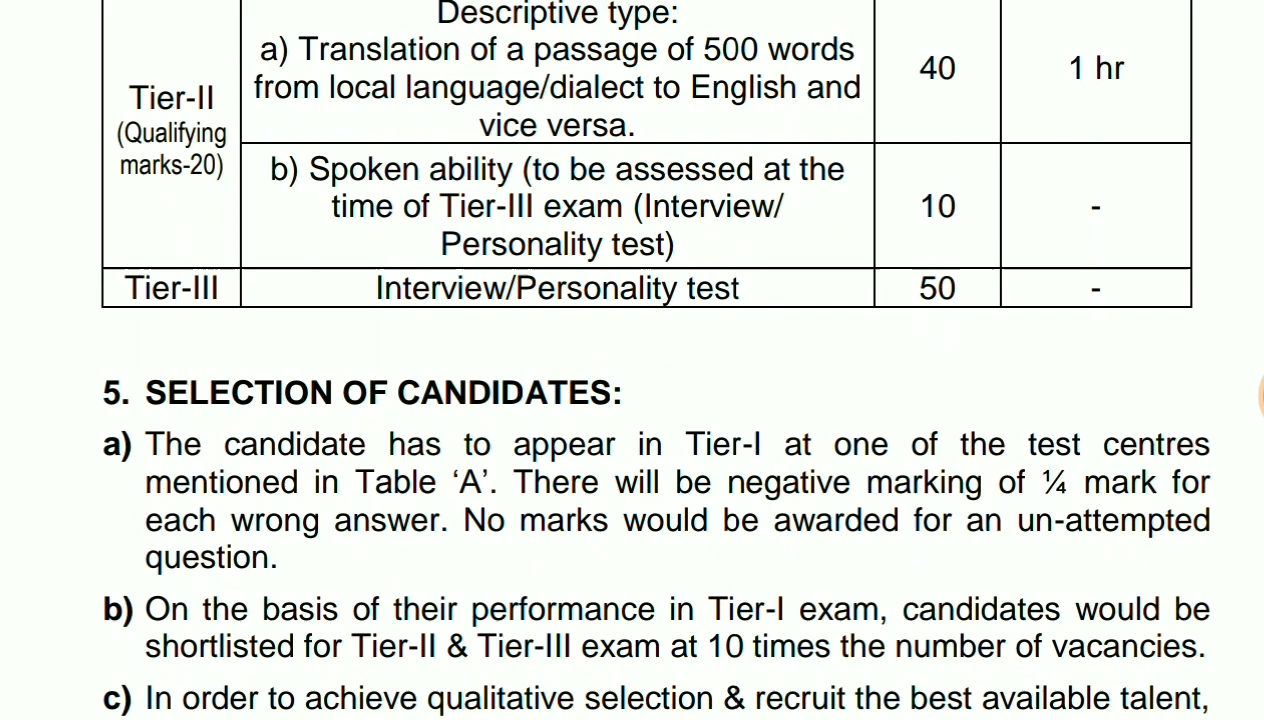 Descriptive type:
a) Translation of a passage of 500 words
from local language/dialect to English and
vice versa.
40
1 hr
Tier-II
(Qualifying
marks-20)
b) Spoken ability (to be assessed at the
time of Tier-III exam (Interview/
Personality test)
10
-
Tier-III
Interview/Personality test
50
-
5. SELECTION OF CANDIDATES:
a) The candidate has to appear in Tier-I at one of the test centres
mentioned in Table ‘A’. There will be negative marking of ¼ mark for
each wrong answer. No marks would be awarded for an un-attempted
question.
b) On the basis of their performance in Tier-I exam, candidates would be
shortlisted for Tier-II & Tier-III exam at 10 times the number of vacancies.
c) In order to achieve qualitative selection & recruit the best available talent,